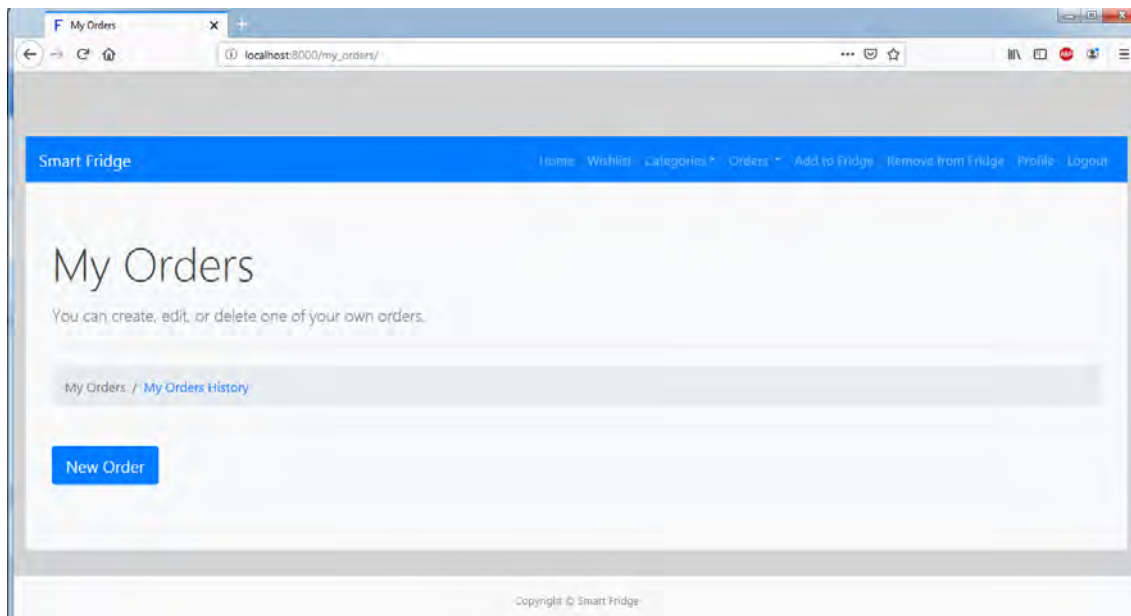 F My Orders
localhost:8000/my_orders/
Smart Fridge Home Wishlist Categories Orders Add to Fridge Remove from Fridge Profile Logout
My Orders
You can create, edit, or delete one of your own orders.
My Orders / My Orders History
New Order
Copyright © Smart Fridge